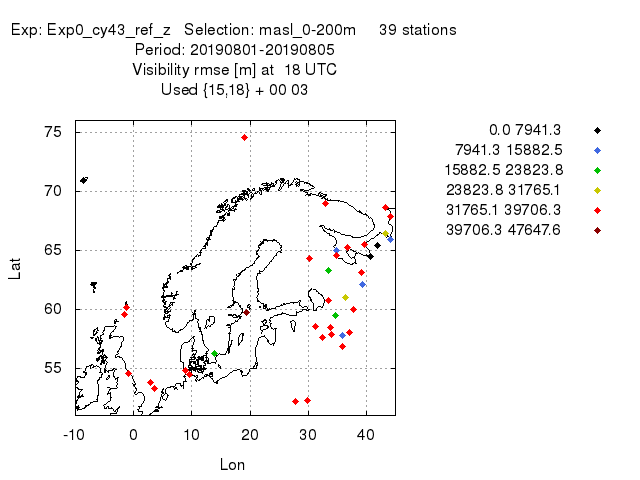 Exp: Exp0_cy43_ref_z   Selection: masl_0-200m     39 stations
Period: 20190801-20190805
Visibility rmse [m] at  18 UTC
Used {15,18} + 00 03
0.0 7941.3
7941.3 15882.5
15882.5 23823.8
23823.8 31765.1
31765.1 39706.3
39706.3 47647.6
75
70
65
60
55
Lat
-10 0 10 20 30 40
Lon